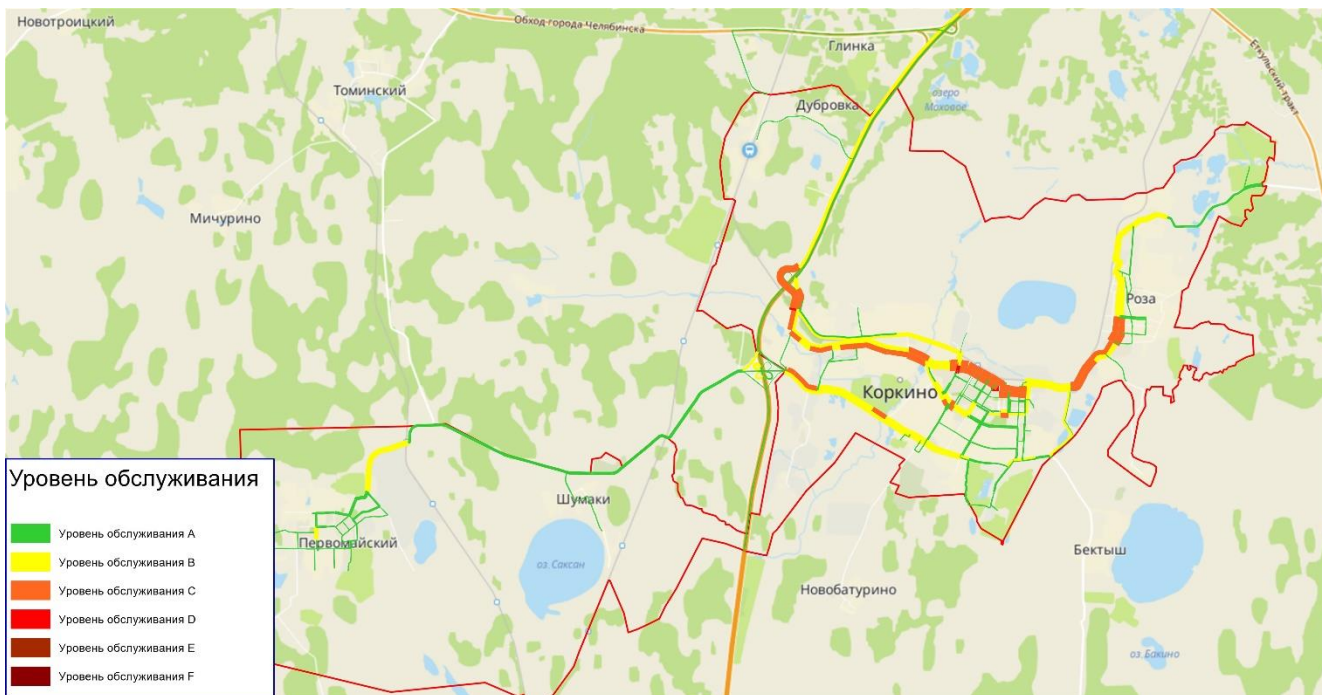 Новотроицкий
Обход города Челябинска
Глинка
Еткульский тракт
Томинский
Дубровка
озеро
Моховое
Мичурино
Роза
Коркино
Уровень обслуживания
Уровень обслуживания A
Уровень обслуживания B
Уровень обслуживания C
Уровень обслуживания D
Уровень обслуживания E
Уровень обслуживания F
Шумаки
Первомайский
оз. Саксан
Бектыш
Новобатурино
оз. Бакино